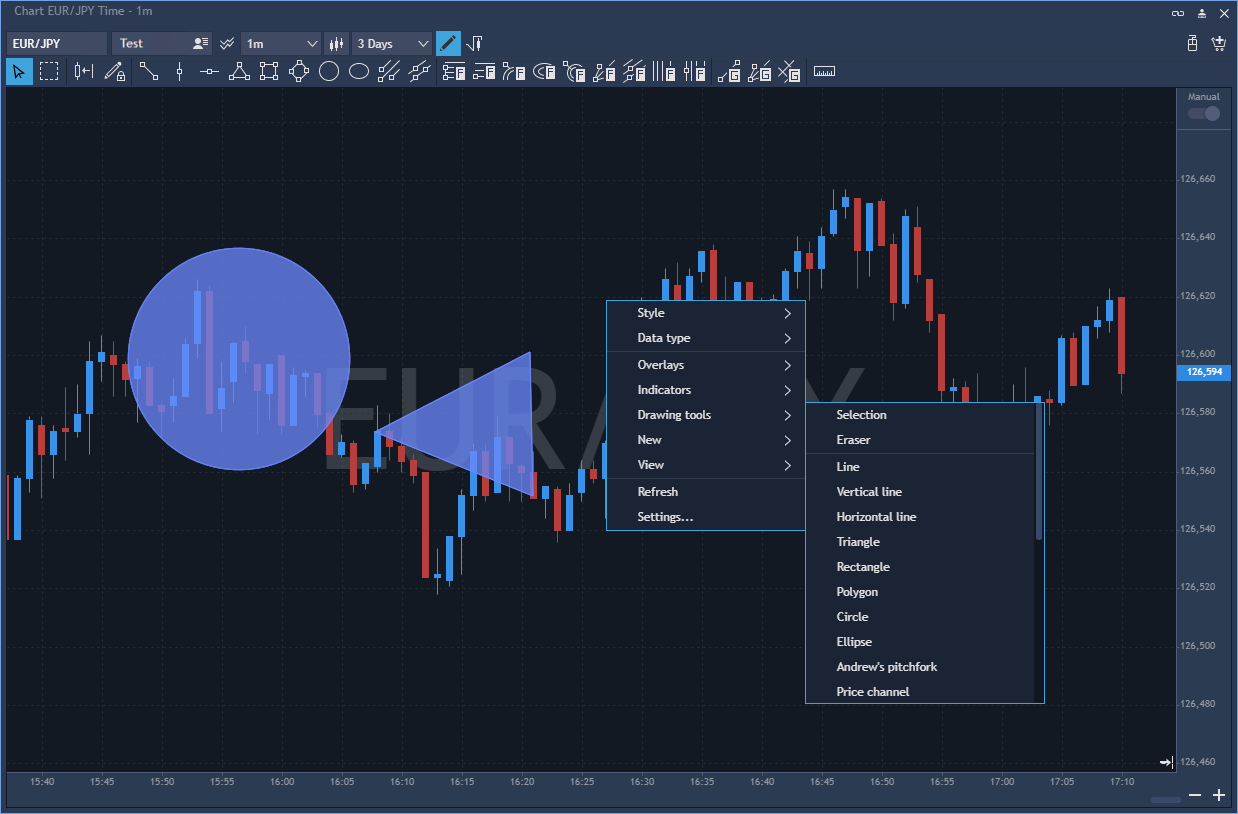 Chart EUR/JPY Time - 1m
EUR/JPY Test 1m 3 Days
F F F F F F F F F G G G
Manual
126,660
126,640
126,620
126,600
126,594
126,580
126,560
126,540
126,520
126,500
126,480
126,460
EUR/JPY
Style
Data type
Overlays
Indicators
Drawing tools
New
View
Refresh
Settings...
Selection
Eraser
Line
Vertical line
Horizontal line
Triangle
Rectangle
Polygon
Circle
Ellipse
Andrew's pitchfork
Price channel
15:40 15:45 15:50 15:55 16:00 16:05 16:10 16:15 16:20 16:25 16:30 16:35 16:40 16:45 16:50 16:55 17:00 17:05 17:10